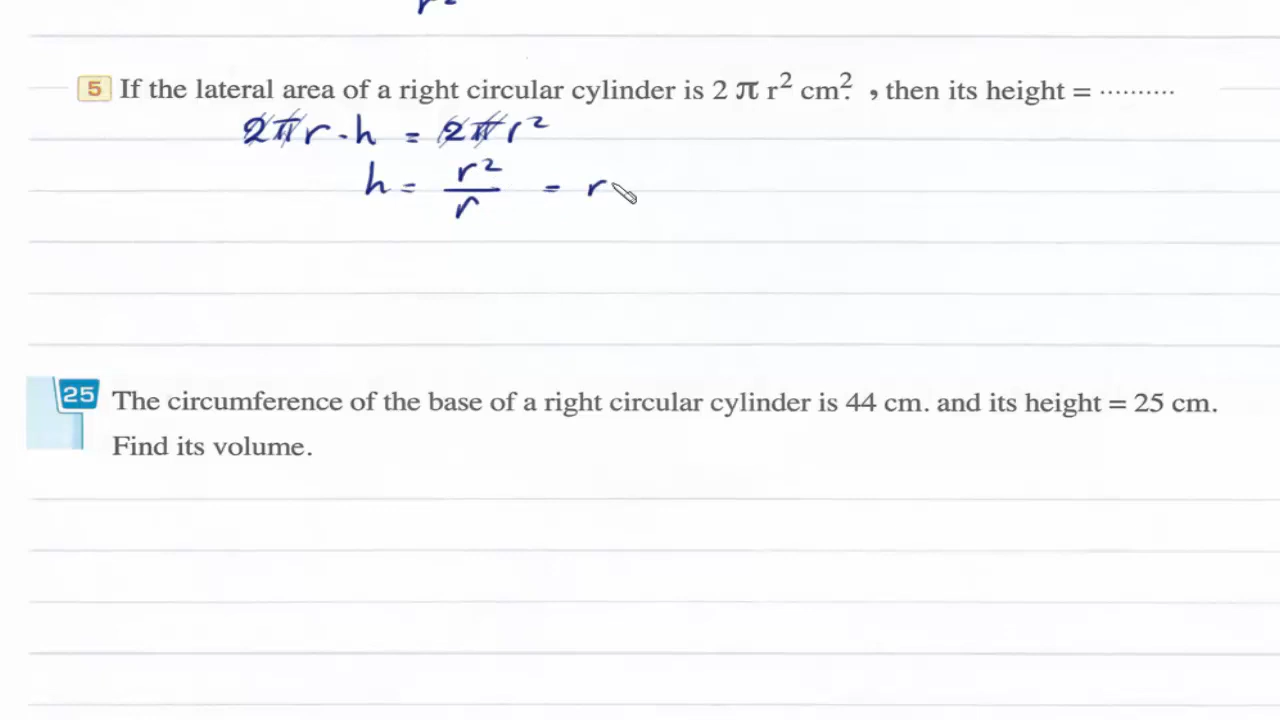 r²
5 If the lateral area of a right circular cylinder is 2 π r² cm². , then its height = ··········
2πr · h = 2πr²
h = r²/r = r
25 The circumference of the base of a right circular cylinder is 44 cm. and its height = 25 cm.
Find its volume.